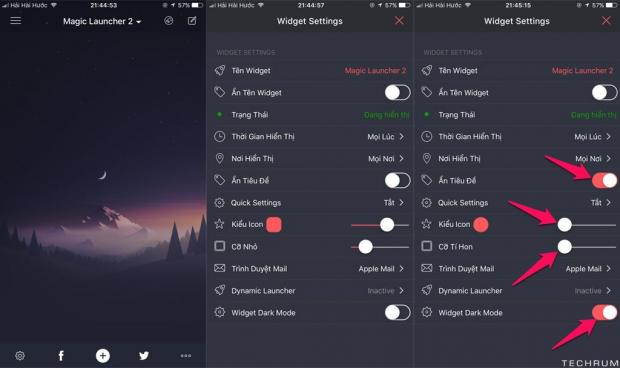 Hải Hài Hước 21:44:53 57%
Magic Launcher 2
Hải Hài Hước 21:44:57 57%
Widget Settings
WIDGET SETTINGS
Tên Widget Magic Launcher 2
Ẩn Tên Widget
Trạng Thái Đang hiển thị
Thời Gian Hiển Thị Mọi Lúc
Nơi Hiển Thị Mọi Nơi
Ẩn Tiêu Đề
Quick Settings Tắt
Kiểu Icon
Cỡ Nhỏ
Trình Duyệt Mail Apple Mail
Dynamic Launcher Inactive
Widget Dark Mode
Hải Hài Hước 21:45:15 57%
Widget Settings
WIDGET SETTINGS
Tên Widget Magic Launcher 2
Ẩn Tên Widget
Trạng Thái Đang hiển thị
Thời Gian Hiển Thị Mọi Lúc
Nơi Hiển Thị Mọi Nơi
Ẩn Tiêu Đề
Quick Settings Tắt
Kiểu Icon
Cỡ Tí Hon
Trình Duyệt Mail Apple Mail
Dynamic Launcher Inactive
Widget Dark Mode
TECHRUM